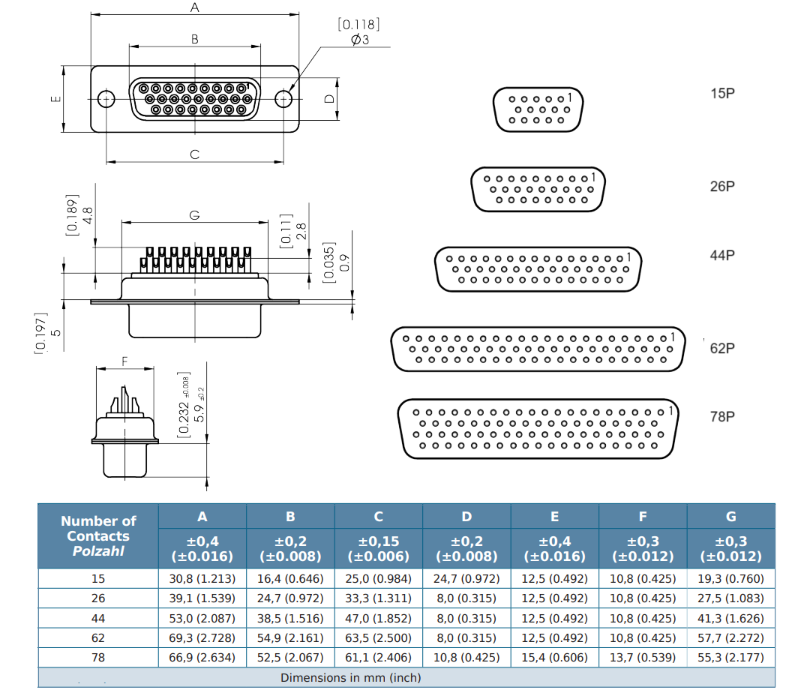 A
[0.118]
Ø3
B
1
E
D
C
15P
1
26P
1
44P
1
62P
1
78P
1
[0.189]
4.8
G
[0.11]
2.8
[0.035]
0.9
[0.197]
5
F
[0.232 ±0.008]
5.9 ±0.2
Number of Contacts Polzahl A B C D E F G
±0,4 (±0.016) ±0,2 (±0.008) ±0,15 (±0.006) ±0,2 (±0.008) ±0,4 (±0.016) ±0,3 (±0.012) ±0,3 (±0.012)
15 30,8 (1.213) 16,4 (0.646) 25,0 (0.984) 24,7 (0.972) 12,5 (0.492) 10,8 (0.425) 19,3 (0.760)
26 39,1 (1.539) 24,7 (0.972) 33,3 (1.311) 8,0 (0.315) 12,5 (0.492) 10,8 (0.425) 27,5 (1.083)
44 53,0 (2.087) 38,5 (1.516) 47,0 (1.852) 8,0 (0.315) 12,5 (0.492) 10,8 (0.425) 41,3 (1.626)
62 69,3 (2.728) 54,9 (2.161) 63,5 (2.500) 8,0 (0.315) 12,5 (0.492) 10,8 (0.425) 57,7 (2.272)
78 66,9 (2.634) 52,5 (2.067) 61,1 (2.406) 10,8 (0.425) 15,4 (0.606) 13,7 (0.539) 55,3 (2.177)
Dimensions in mm (inch)